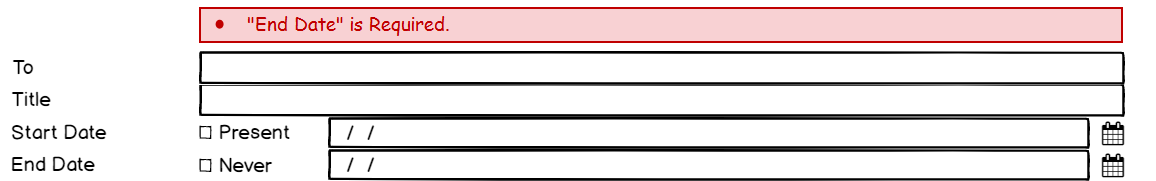 • "End Date" is Required.
To
Title
Start Date □ Present / /
End Date □ Never / /